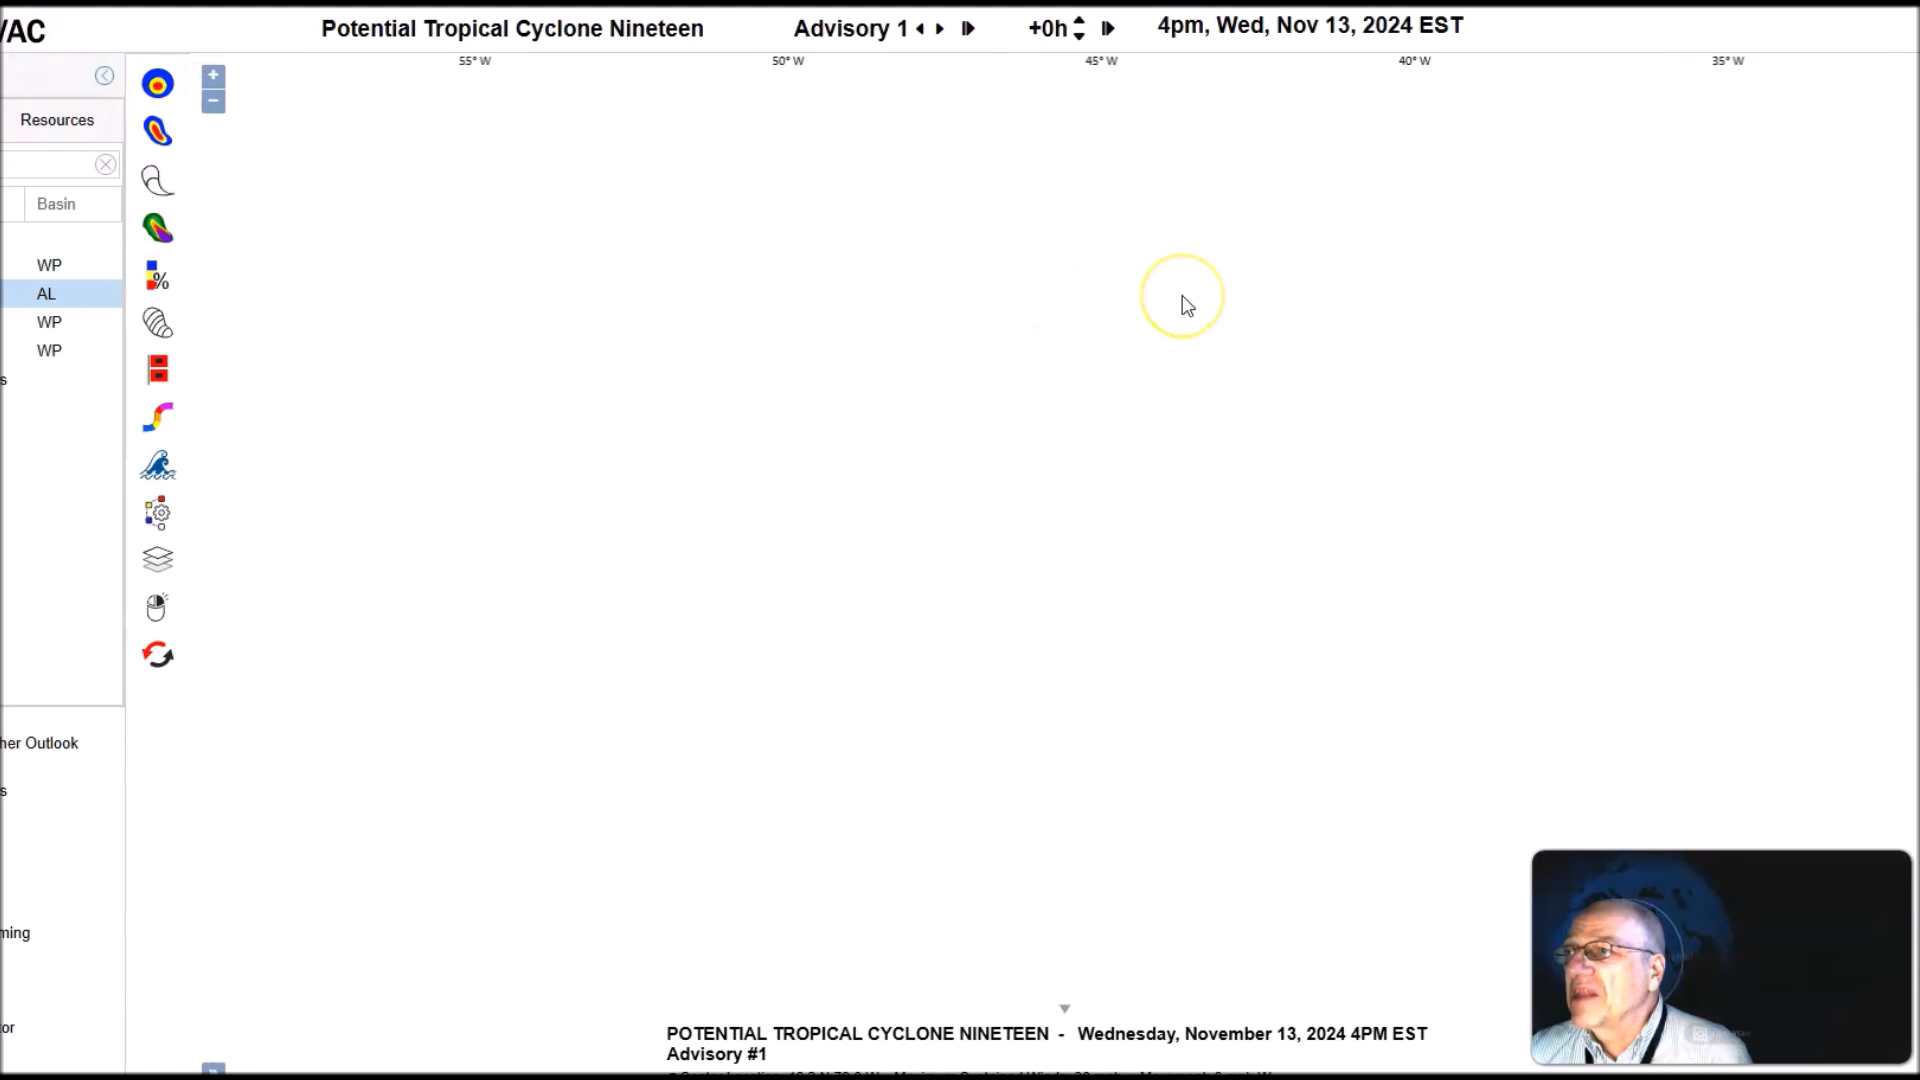 VAC
Potential Tropical Cyclone Nineteen Advisory 1 +0h 4pm, Wed, Nov 13, 2024 EST
55° W 50° W 45° W 40° W 35° W
Resources
Basin
WP
AL
WP
WP
s
%
her Outlook
s
ming
or
POTENTIAL TROPICAL CYCLONE NINETEEN - Wednesday, November 13, 2024 4PM EST
Advisory #1